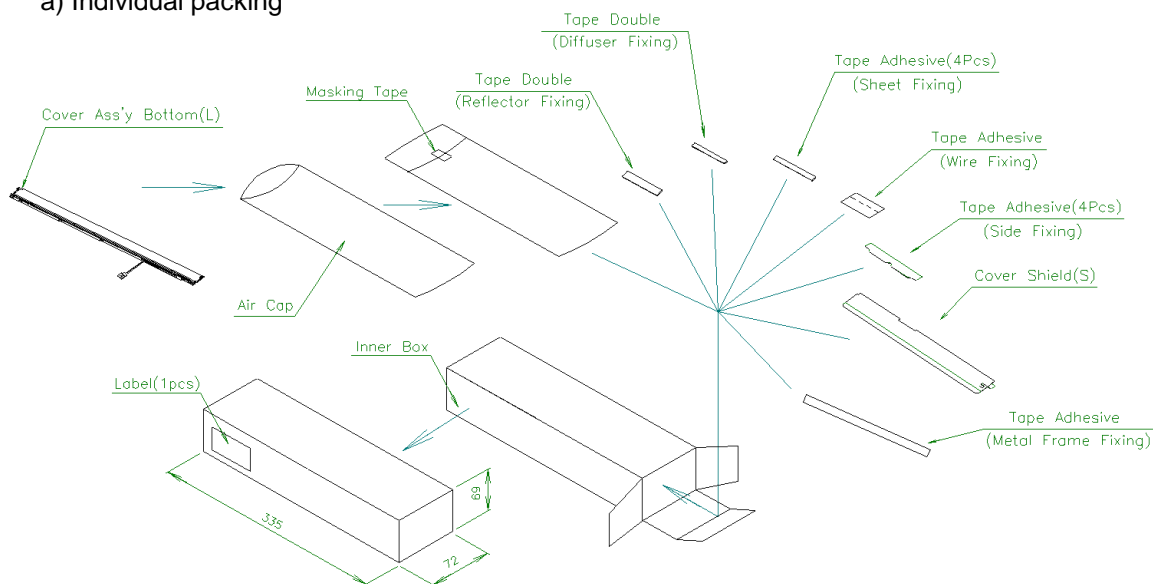 a) Individual packing
Tape Double
(Diffuser Fixing)
Tape Adhesive(4Pcs)
(Sheet Fixing)
Tape Double
(Reflector Fixing)
Masking Tape
Cover Ass'y Bottom(L)
Tape Adhesive
(Wire Fixing)
Tape Adhesive(4Pcs)
(Side Fixing)
Cover Shield(S)
Air Cap
Inner Box
Label(1pcs)
Tape Adhesive
(Metal Frame Fixing)
69
335
72